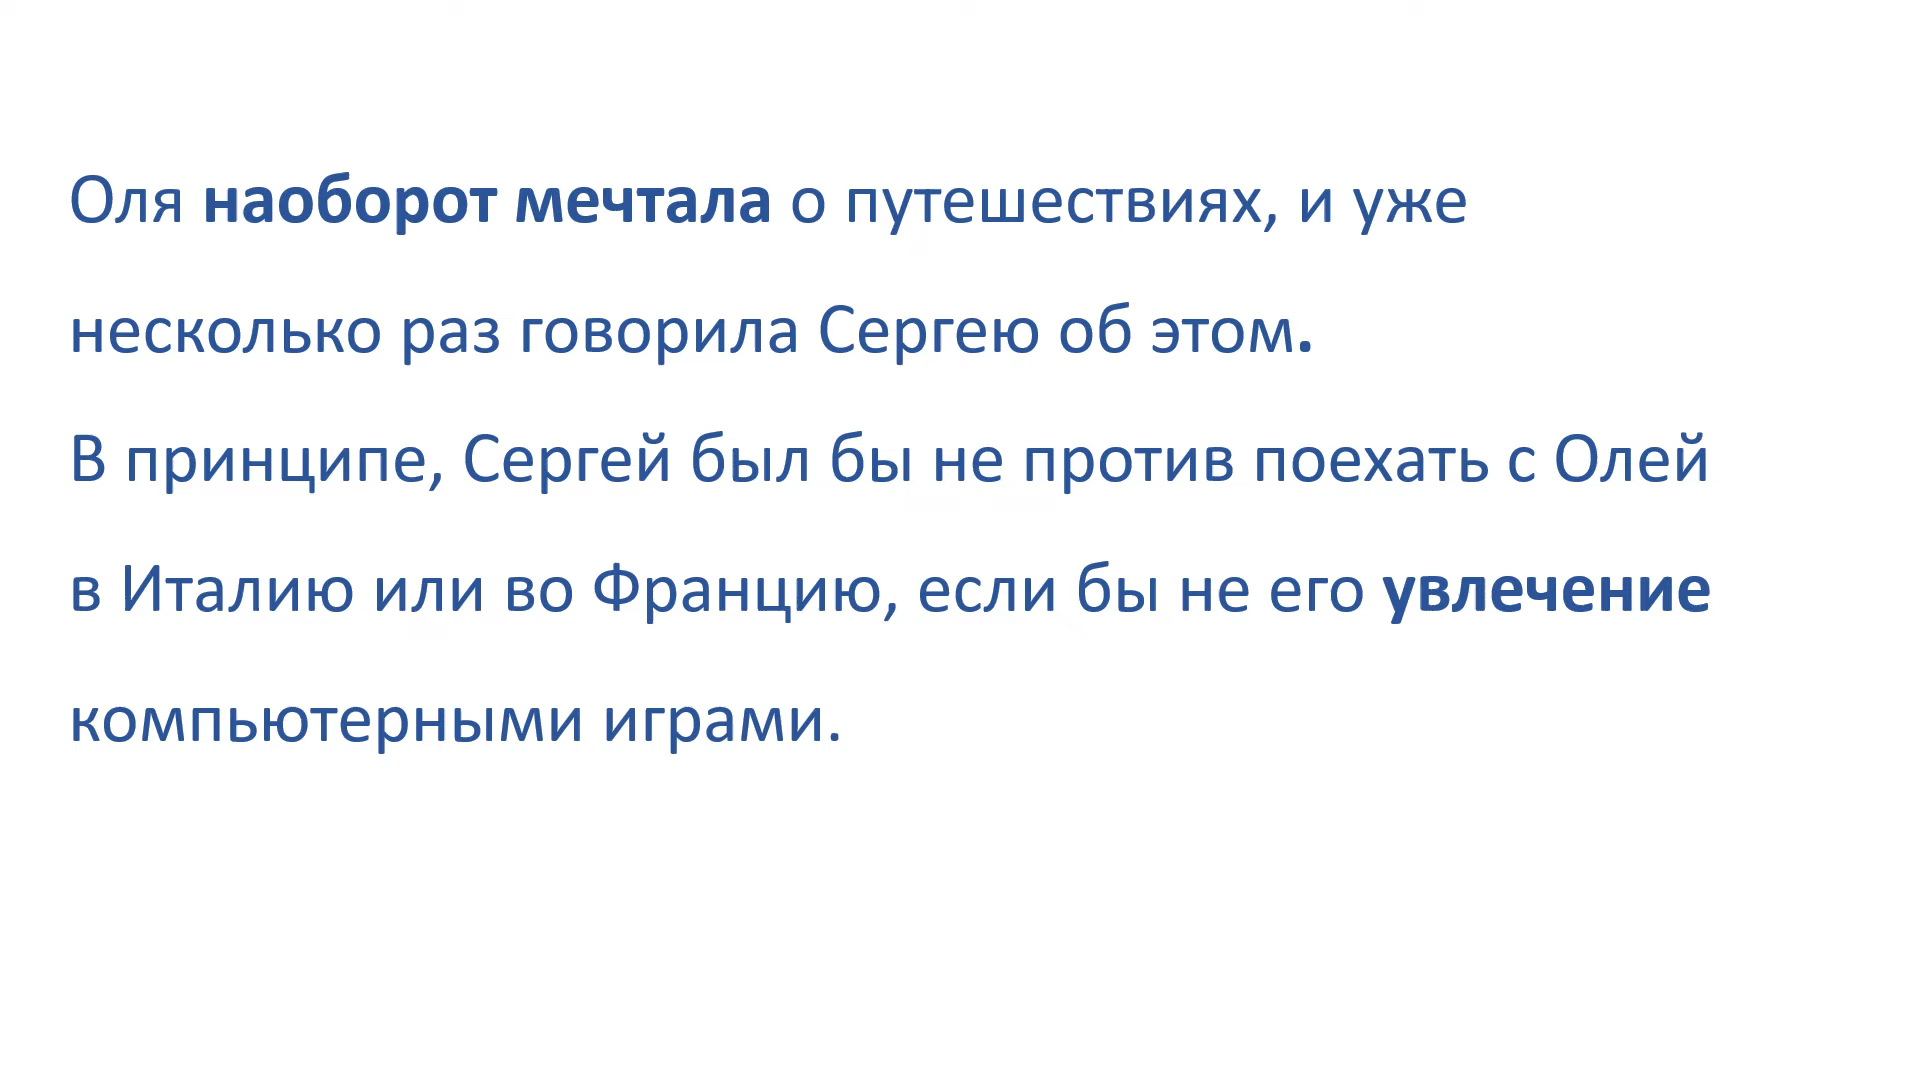 Оля наоборот мечтала о путешествиях, и уже
несколько раз говорила Сергею об этом.
В принципе, Сергей был бы не против поехать с Олей
в Италию или во Францию, если бы не его увлечение
компьютерными играми.